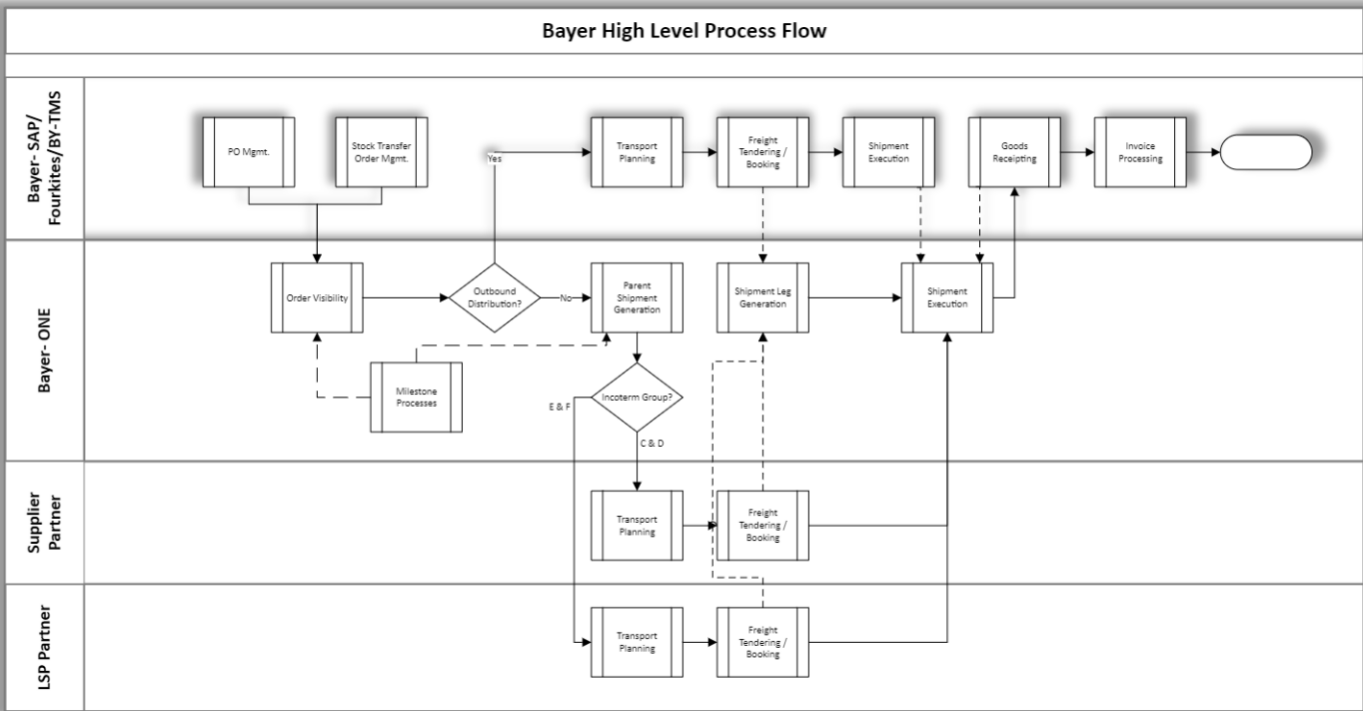 Bayer High Level Process Flow
Bayer- SAP/
Fourkites/BY-TMS
PO Mgmt.
Stock Transfer
Order Mgmt.
Yes
Transport
Planning
Freight
Tendering /
Booking
Shipment
Execution
Goods
Receipting
Invoice
Processing
Bayer- ONE
Order Visibility
Outbound
Distribution?
No
Parent
Shipment
Generation
Shipment Leg
Generation
Shipment
Execution
Milestone
Processes
Incoterm Group?
E & F
C & D
Supplier
Partner
Transport
Planning
Freight
Tendering /
Booking
LSP Partner
Transport
Planning
Freight
Tendering /
Booking